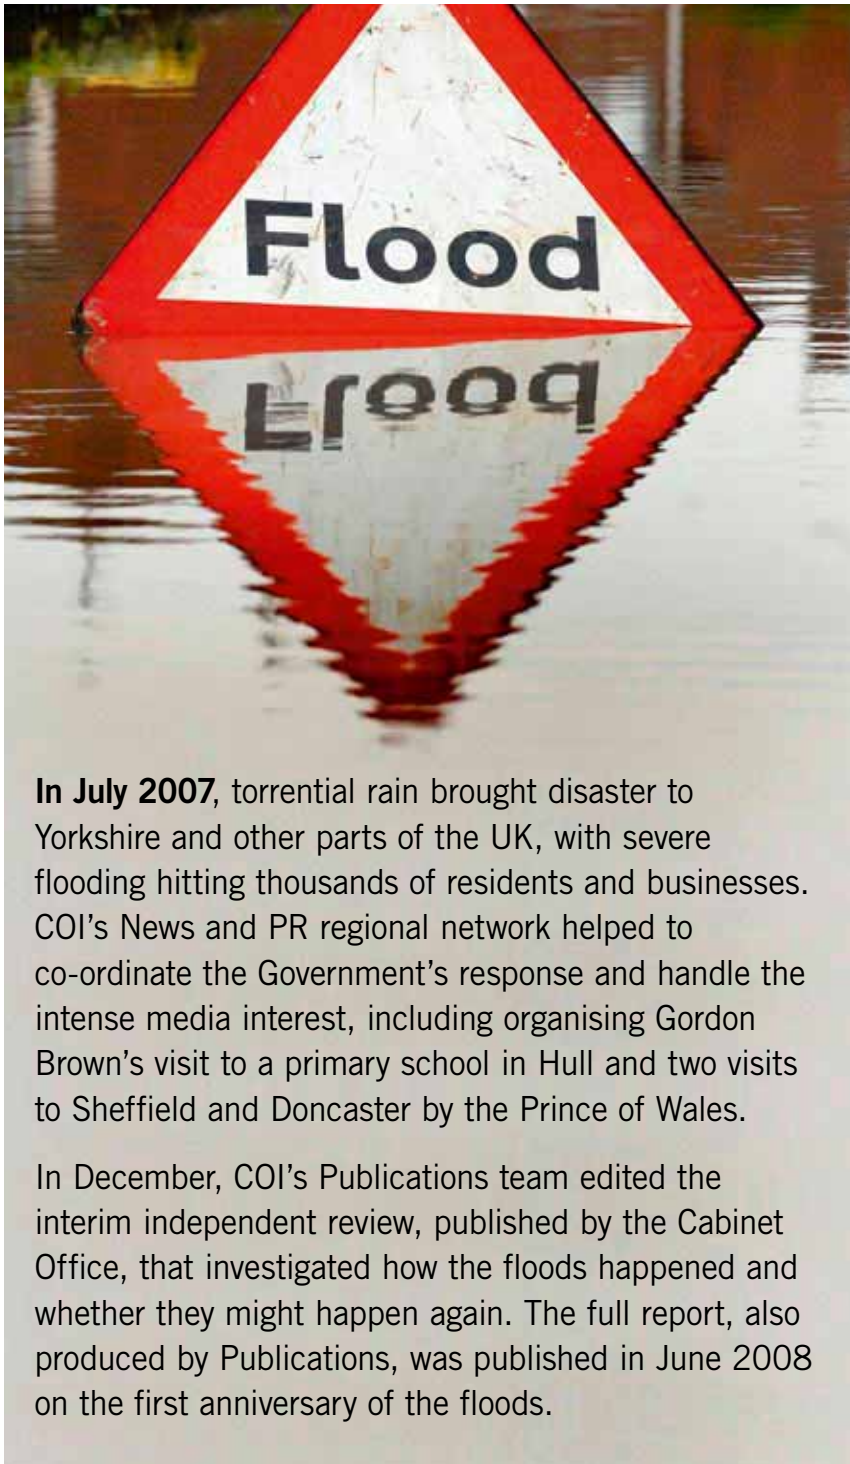 Flood
In July 2007, torrential rain brought disaster to
Yorkshire and other parts of the UK, with severe
flooding hitting thousands of residents and businesses.
COI's News and PR regional network helped to
co-ordinate the Government's response and handle the
intense media interest, including organising Gordon
Brown's visit to a primary school in Hull and two visits
to Sheffield and Doncaster by the Prince of Wales.
In December, COI's Publications team edited the
interim independent review, published by the Cabinet
Office, that investigated how the floods happened and
whether they might happen again. The full report, also
produced by Publications, was published in June 2008
on the first anniversary of the floods.